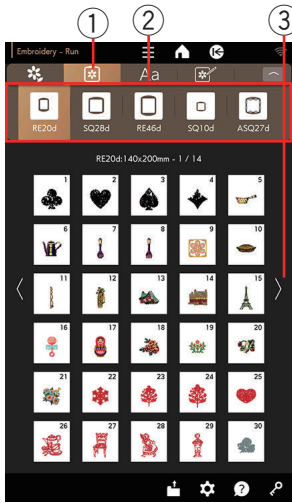 1 2 3
Embroidery - Run
Aa
RE20d SQ28d RE46d SQ10d ASQ27d
RE20d:140x200mm - 1 / 14
1 2 3 4 5
6 7 8 9 10
11 12 13 14 15
16 17 18 19 20
21 22 23 24 25
26 27 28 29 30
?